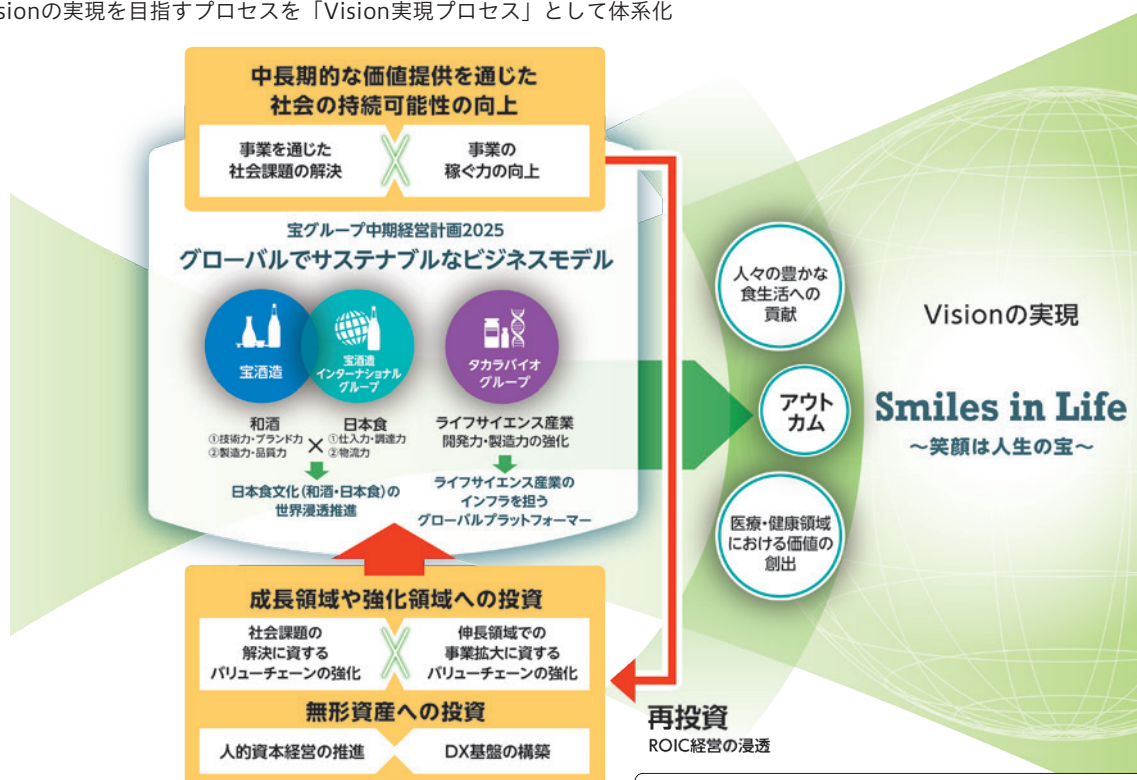 sionの実現を目指すプロセスを「Vision実現プロセス」として体系化
中長期的な価値提供を通じた
社会の持続可能性の向上
事業を通じた
社会課題の解決
事業の
稼ぐ力の向上
宝グループ中期経営計画2025
グローバルでサステナブルなビジネスモデル
宝酒造
宝酒造
インターナショナル
グループ
タカラバイオ
グループ
和酒
①技術力・ブランド力
②製造力・品質力
×
日本食
①仕入力・調達力
②物流力
日本食文化(和酒・日本食)の
世界浸透推進
ライフサイエンス産業
開発力・製造力の強化
ライフサイエンス産業の
インフラを担う
グローバルプラットフォーマー
成長領域や強化領域への投資
社会課題の
解決に資する
バリューチェーンの強化
伸長領域での
事業拡大に資する
バリューチェーンの強化
無形資産への投資
人的資本経営の推進
DX基盤の構築
再投資
ROIC経営の浸透
人々の豊かな
食生活への
貢献
アウト
カム
医療・健康領域
における価値の
創出
Visionの実現
Smiles in Life
～笑顔は人生の宝～